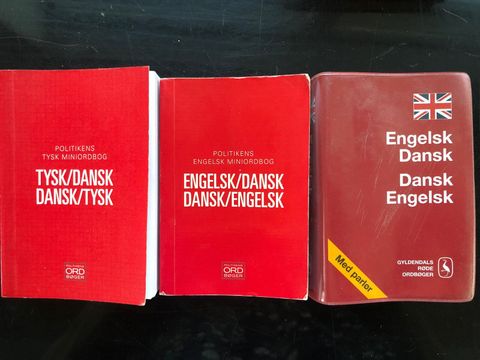 POLITIKENS
TYSK MINIORDBOG
TYSK/DANSK
DANSK/TYSK
POLITIKENS
ORD
BØGER
POLITIKENS
ENGELSK MINIORDBOG
ENGELSK/DANSK
DANSK/ENGELSK
POLITIKENS
ORD
BØGER
Engelsk
Dansk
Dansk
Engelsk
Med parlør
GYLDENDALS
RØDE
ORDBØGER